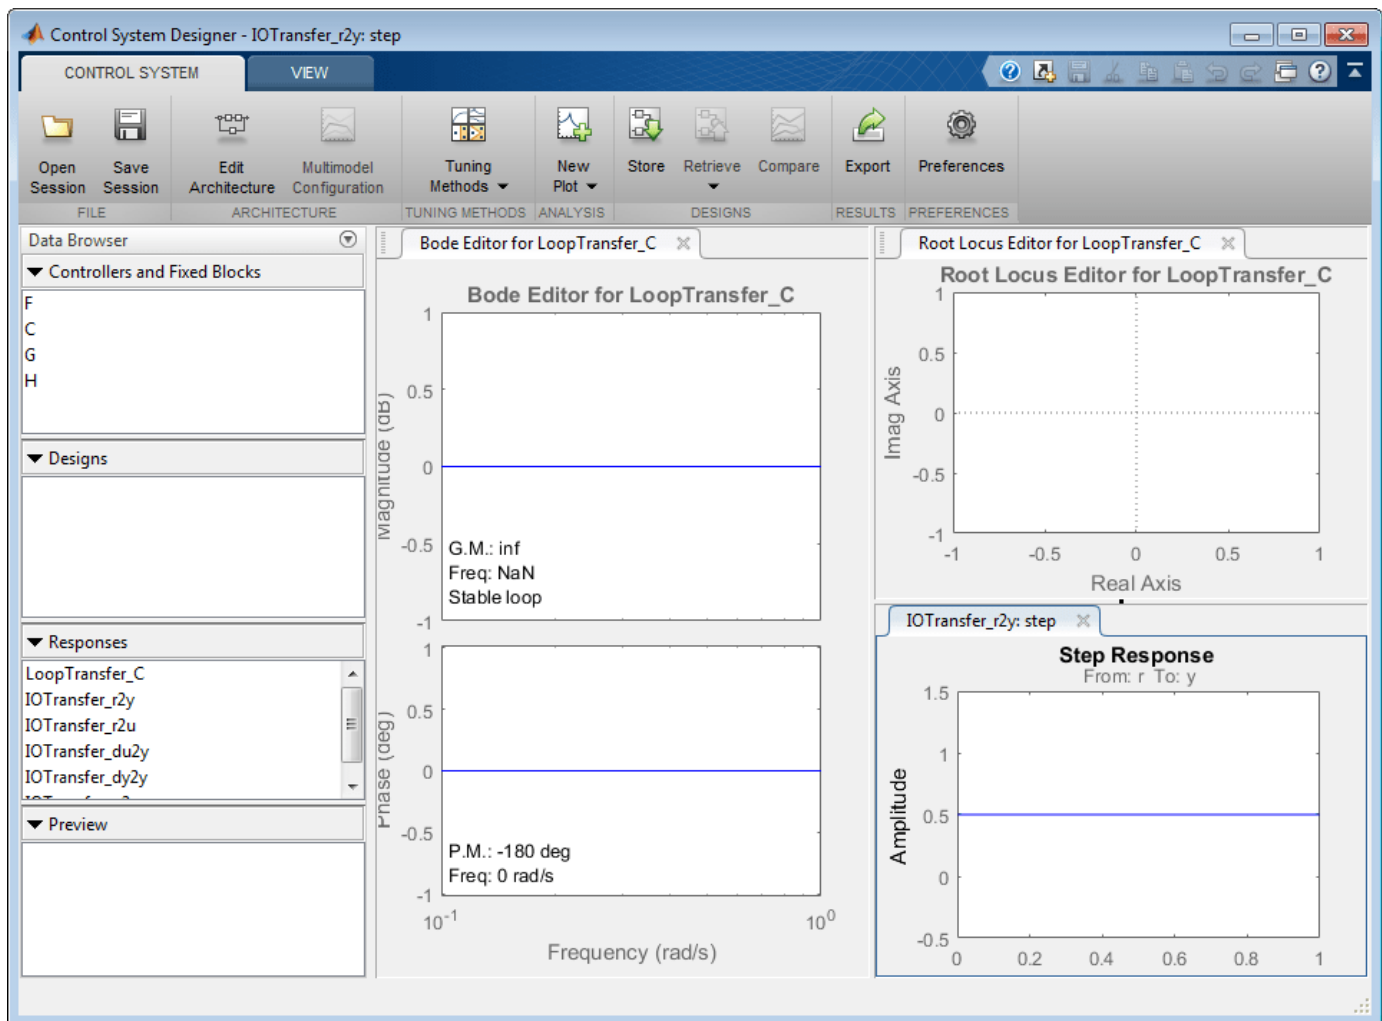 Control System Designer - IOTransfer_r2y: step
CONTROL SYSTEM
VIEW
Open Session
Save Session
Edit Architecture
Multimodel Configuration
Tuning Methods
New Plot
Store
Retrieve
Compare
Export
Preferences
FILE
ARCHITECTURE
TUNING METHODS
ANALYSIS
DESIGNS
RESULTS
PREFERENCES
Data Browser
Controllers and Fixed Blocks
F
C
G
H
Designs
Responses
LoopTransfer_C
IOTransfer_r2y
IOTransfer_r2u
IOTransfer_du2y
IOTransfer_dy2y
Preview
Bode Editor for LoopTransfer_C
Bode Editor for LoopTransfer_C
Magnitude (dB)
1
0.5
0
-0.5
-1
G.M.: inf
Freq: NaN
Stable loop
Phase (deg)
1
0.5
0
-0.5
-1
P.M.: -180 deg
Freq: 0 rad/s
10^-1
10^0
Frequency (rad/s)
Root Locus Editor for LoopTransfer_C
Root Locus Editor for LoopTransfer_C
Imag Axis
1
0.5
0
-0.5
-1
-1
-0.5
0
0.5
1
Real Axis
IOTransfer_r2y: step
Step Response
From: r To: y
Amplitude
1.5
1
0.5
0
-0.5
0
0.2
0.4
0.6
0.8
1